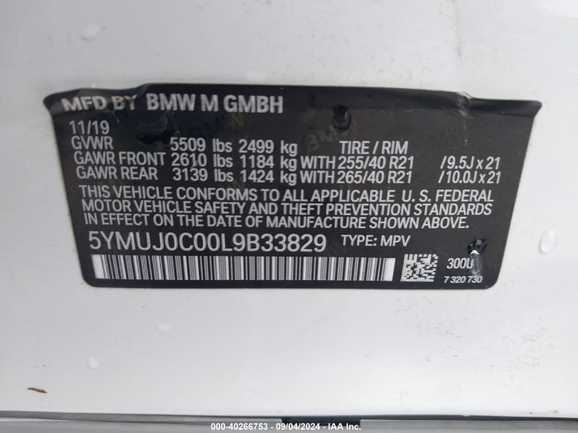 MFD BY BMW M GMBH
11/19
GVWR 5509 lbs 2499 kg TIRE / RIM
GAWR FRONT 2610 lbs 1184 kg WITH 255/40 R21 /9.5J x 21
GAWR REAR 3139 lbs 1424 kg WITH 265/40 R21 /10.0J x 21
THIS VEHICLE CONFORMS TO ALL APPLICABLE U. S. FEDERAL
MOTOR VEHICLE SAFETY AND THEFT PREVENTION STANDARDS
IN EFFECT ON THE DATE OF MANUFACTURE SHOWN ABOVE.
5YMUJ0C00L9B33829 TYPE: MPV
300U
7 320 730
000-40266753 - 09/04/2024 - IAA Inc.